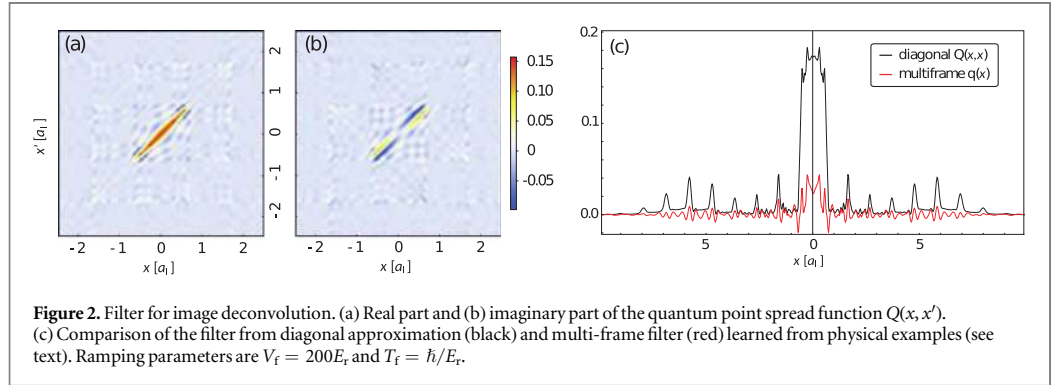 (a)
(b)
(c)
2
1
0
-1
-2
x' [aₗ]
-2 -1 0 1 2
x [aₗ]
-2 -1 0 1 2
x [aₗ]
0.15
0.10
0.05
0
-0.05
0.2
0.1
0.0
5 0 5
x [aₗ]
diagonal Q(x,x)
multiframe q(x)
Figure 2. Filter for image deconvolution. (a) Real part and (b) imaginary part of the quantum point spread function Q(x, x′).
(c) Comparison of the filter from diagonal approximation (black) and multi-frame filter (red) learned from physical examples (see
text). Ramping parameters are V_f = 200E_r and T_f = ℏ/E_r.